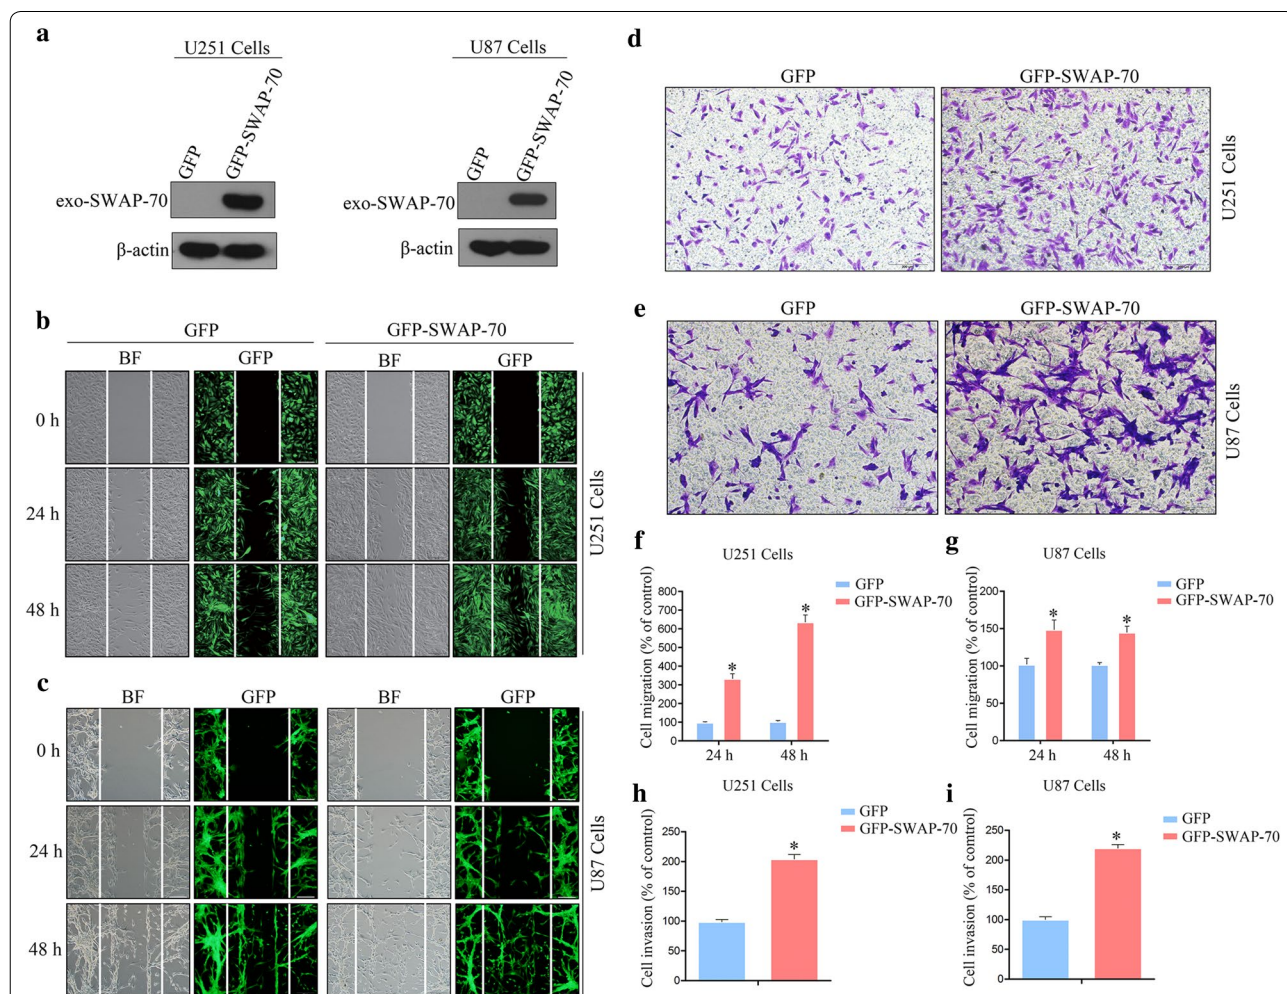 a
U251 Cells
GFP
GFP-SWAP-70
exo-SWAP-70
β-actin
U87 Cells
GFP
GFP-SWAP-70
exo-SWAP-70
β-actin
b
GFP
GFP-SWAP-70
BF
GFP
BF
GFP
0 h
24 h
48 h
U251 Cells
c
BF
GFP
BF
GFP
0 h
24 h
48 h
U87 Cells
d
GFP
GFP-SWAP-70
U251 Cells
e
GFP
GFP-SWAP-70
U87 Cells
f
U251 Cells
GFP
GFP-SWAP-70
Cell migration (% of control)
800
700
600
500
400
300
200
100
0
*
*
24 h
48 h
g
U87 Cells
GFP
GFP-SWAP-70
Cell migration (% of control)
200
150
100
50
0
*
*
24 h
48 h
h
U251 Cells
GFP
GFP-SWAP-70
Cell invasion (% of control)
250
200
150
100
50
0
*
i
U87 Cells
GFP
GFP-SWAP-70
Cell invasion (% of control)
250
200
150
100
50
0
*